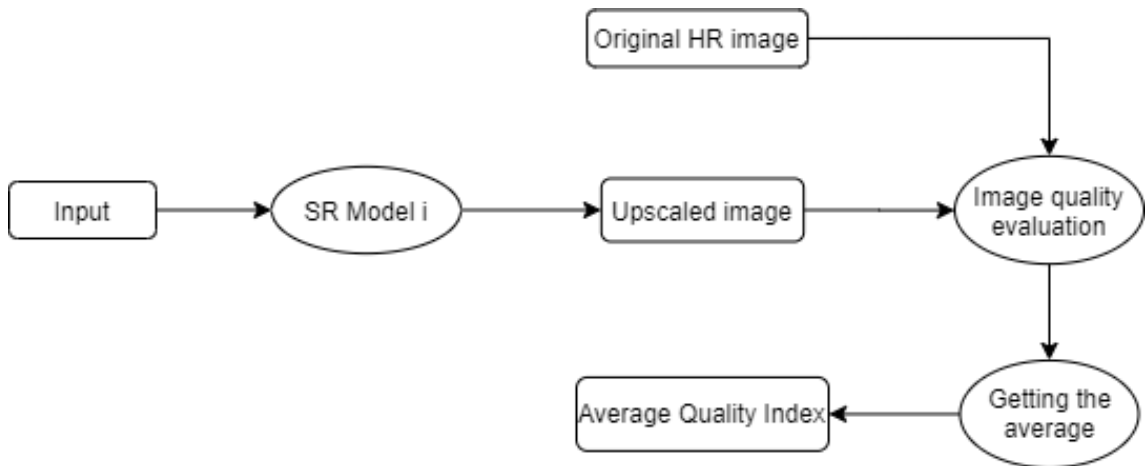 Original HR image
Input
SR Model i
Upscaled image
Image quality
evaluation
Average Quality Index
Getting the
average